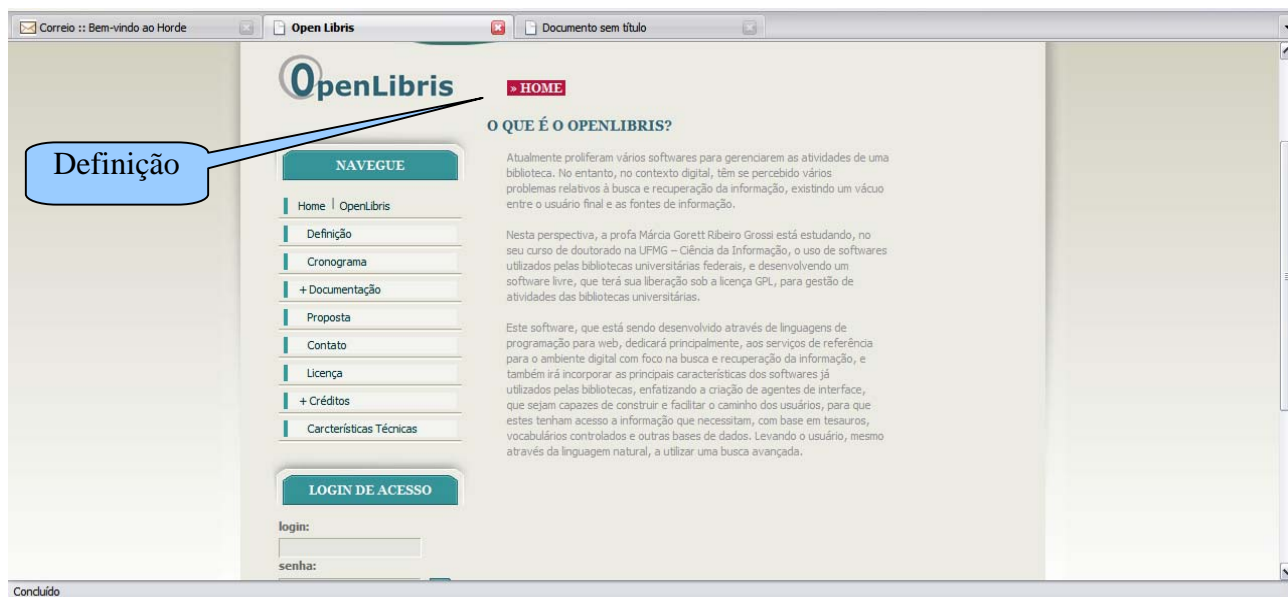 Correio :: Bem-vindo ao Horde
Open Libris
Documento sem título
OpenLibris
» HOME
O QUE É O OPENLIBRIS?
Definição
NAVEGUE
Home | OpenLibris
Definição
Cronograma
+ Documentação
Proposta
Contato
Licença
+ Créditos
Carcterísticas Técnicas
LOGIN DE ACESSO
login:
senha:
Atualmente proliferam vários softwares para gerenciarem as atividades de uma
biblioteca. No entanto, no contexto digital, têm se percebido vários
problemas relativos à busca e recuperação da informação, existindo um vácuo
entre o usuário final e as fontes de informação.
Nesta perspectiva, a profa Márcia Gorett Ribeiro Grossi está estudando, no
seu curso de doutorado na UFMG – Ciência da Informação, o uso de softwares
utilizados pelas bibliotecas universitárias federais, e desenvolvendo um
software livre, que terá sua liberação sob a licença GPL, para gestão de
atividades das bibliotecas universitárias.
Este software, que está sendo desenvolvido através de linguagens de
programação para web, dedicará principalmente, aos serviços de referência
para o ambiente digital com foco na busca e recuperação da informação, e
também irá incorporar as principais características dos softwares já
utilizados pelas bibliotecas, enfatizando a criação de agentes de interface,
que sejam capazes de construir e facilitar o caminho dos usuários, para que
estes tenham acesso a informação que necessitam, com base em tesauros,
vocabulários controlados e outras bases de dados. Levando o usuário, mesmo
através da linguagem natural, a utilizar uma busca avançada.
Concluído